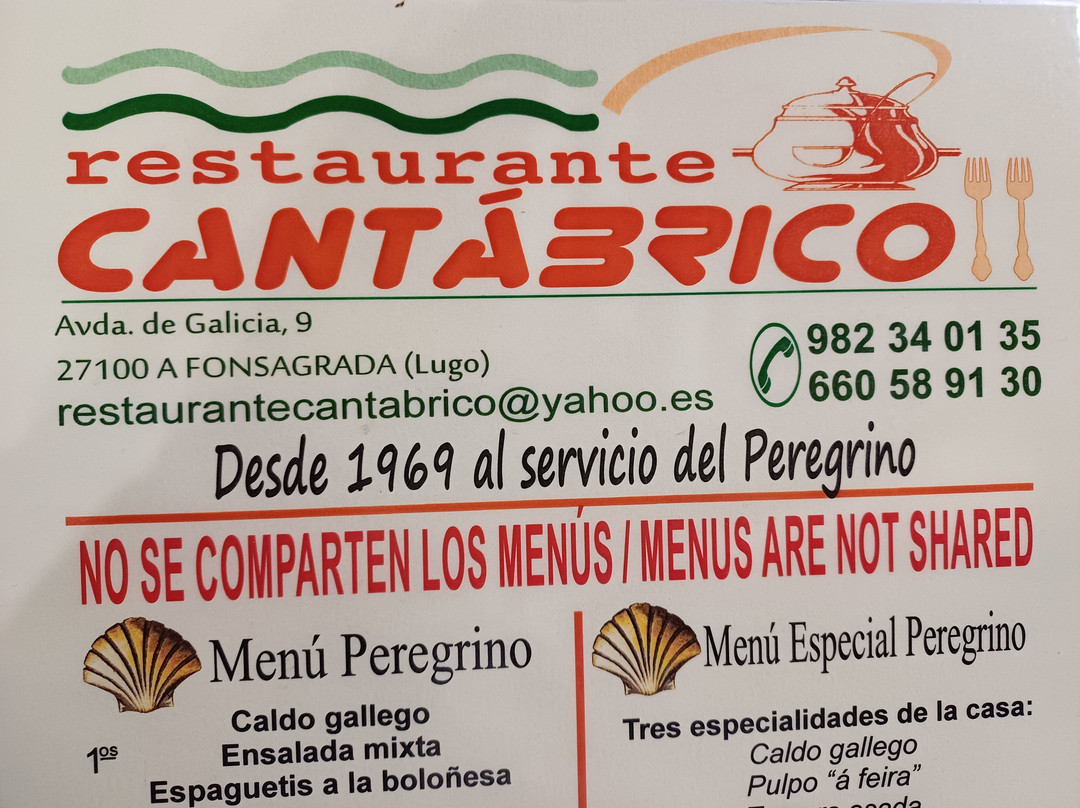 restaurante
CANTÁBRICO
Avda. de Galicia, 9
27100 A FONSAGRADA (Lugo)
restaurantecantabrico@yahoo.es
982 34 01 35
660 58 91 30
Desde 1969 al servicio del Peregrino
NO SE COMPARTEN LOS MENÚS / MENUS ARE NOT SHARED
Menú Peregrino
1os
Caldo gallego
Ensalada mixta
Espaguetis a la boloñesa
Menú Especial Peregrino
Tres especialidades de la casa:
Caldo gallego
Pulpo “á feira”